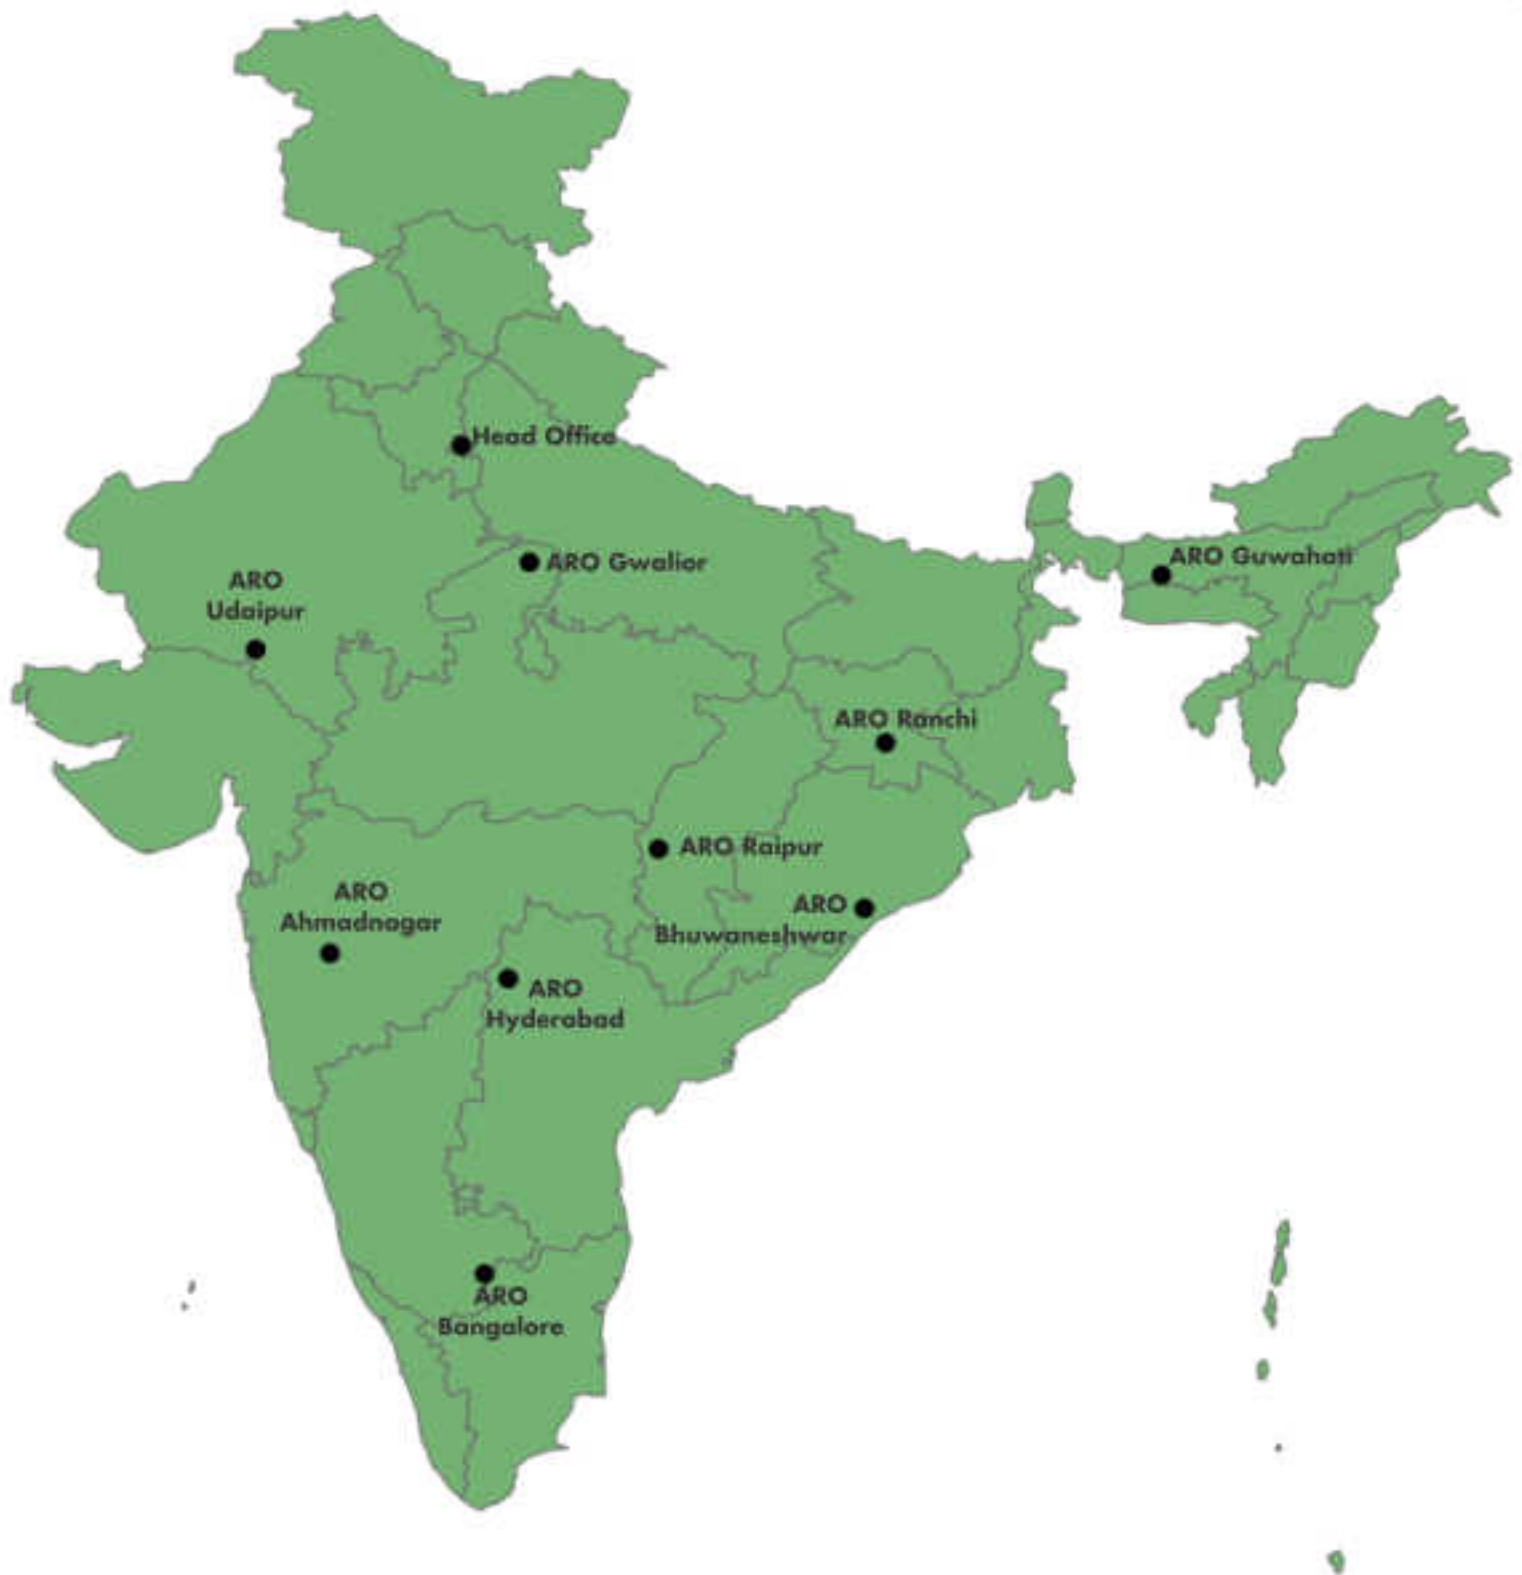 Head Office
ARO Gwalior
ARO Guwahati
ARO
Udaipur
ARO Ranchi
ARO Raipur
ARO
Ahmadnagar
ARO
Bhuwaneshwar
ARO
Hyderabad
ARO
Bangalore